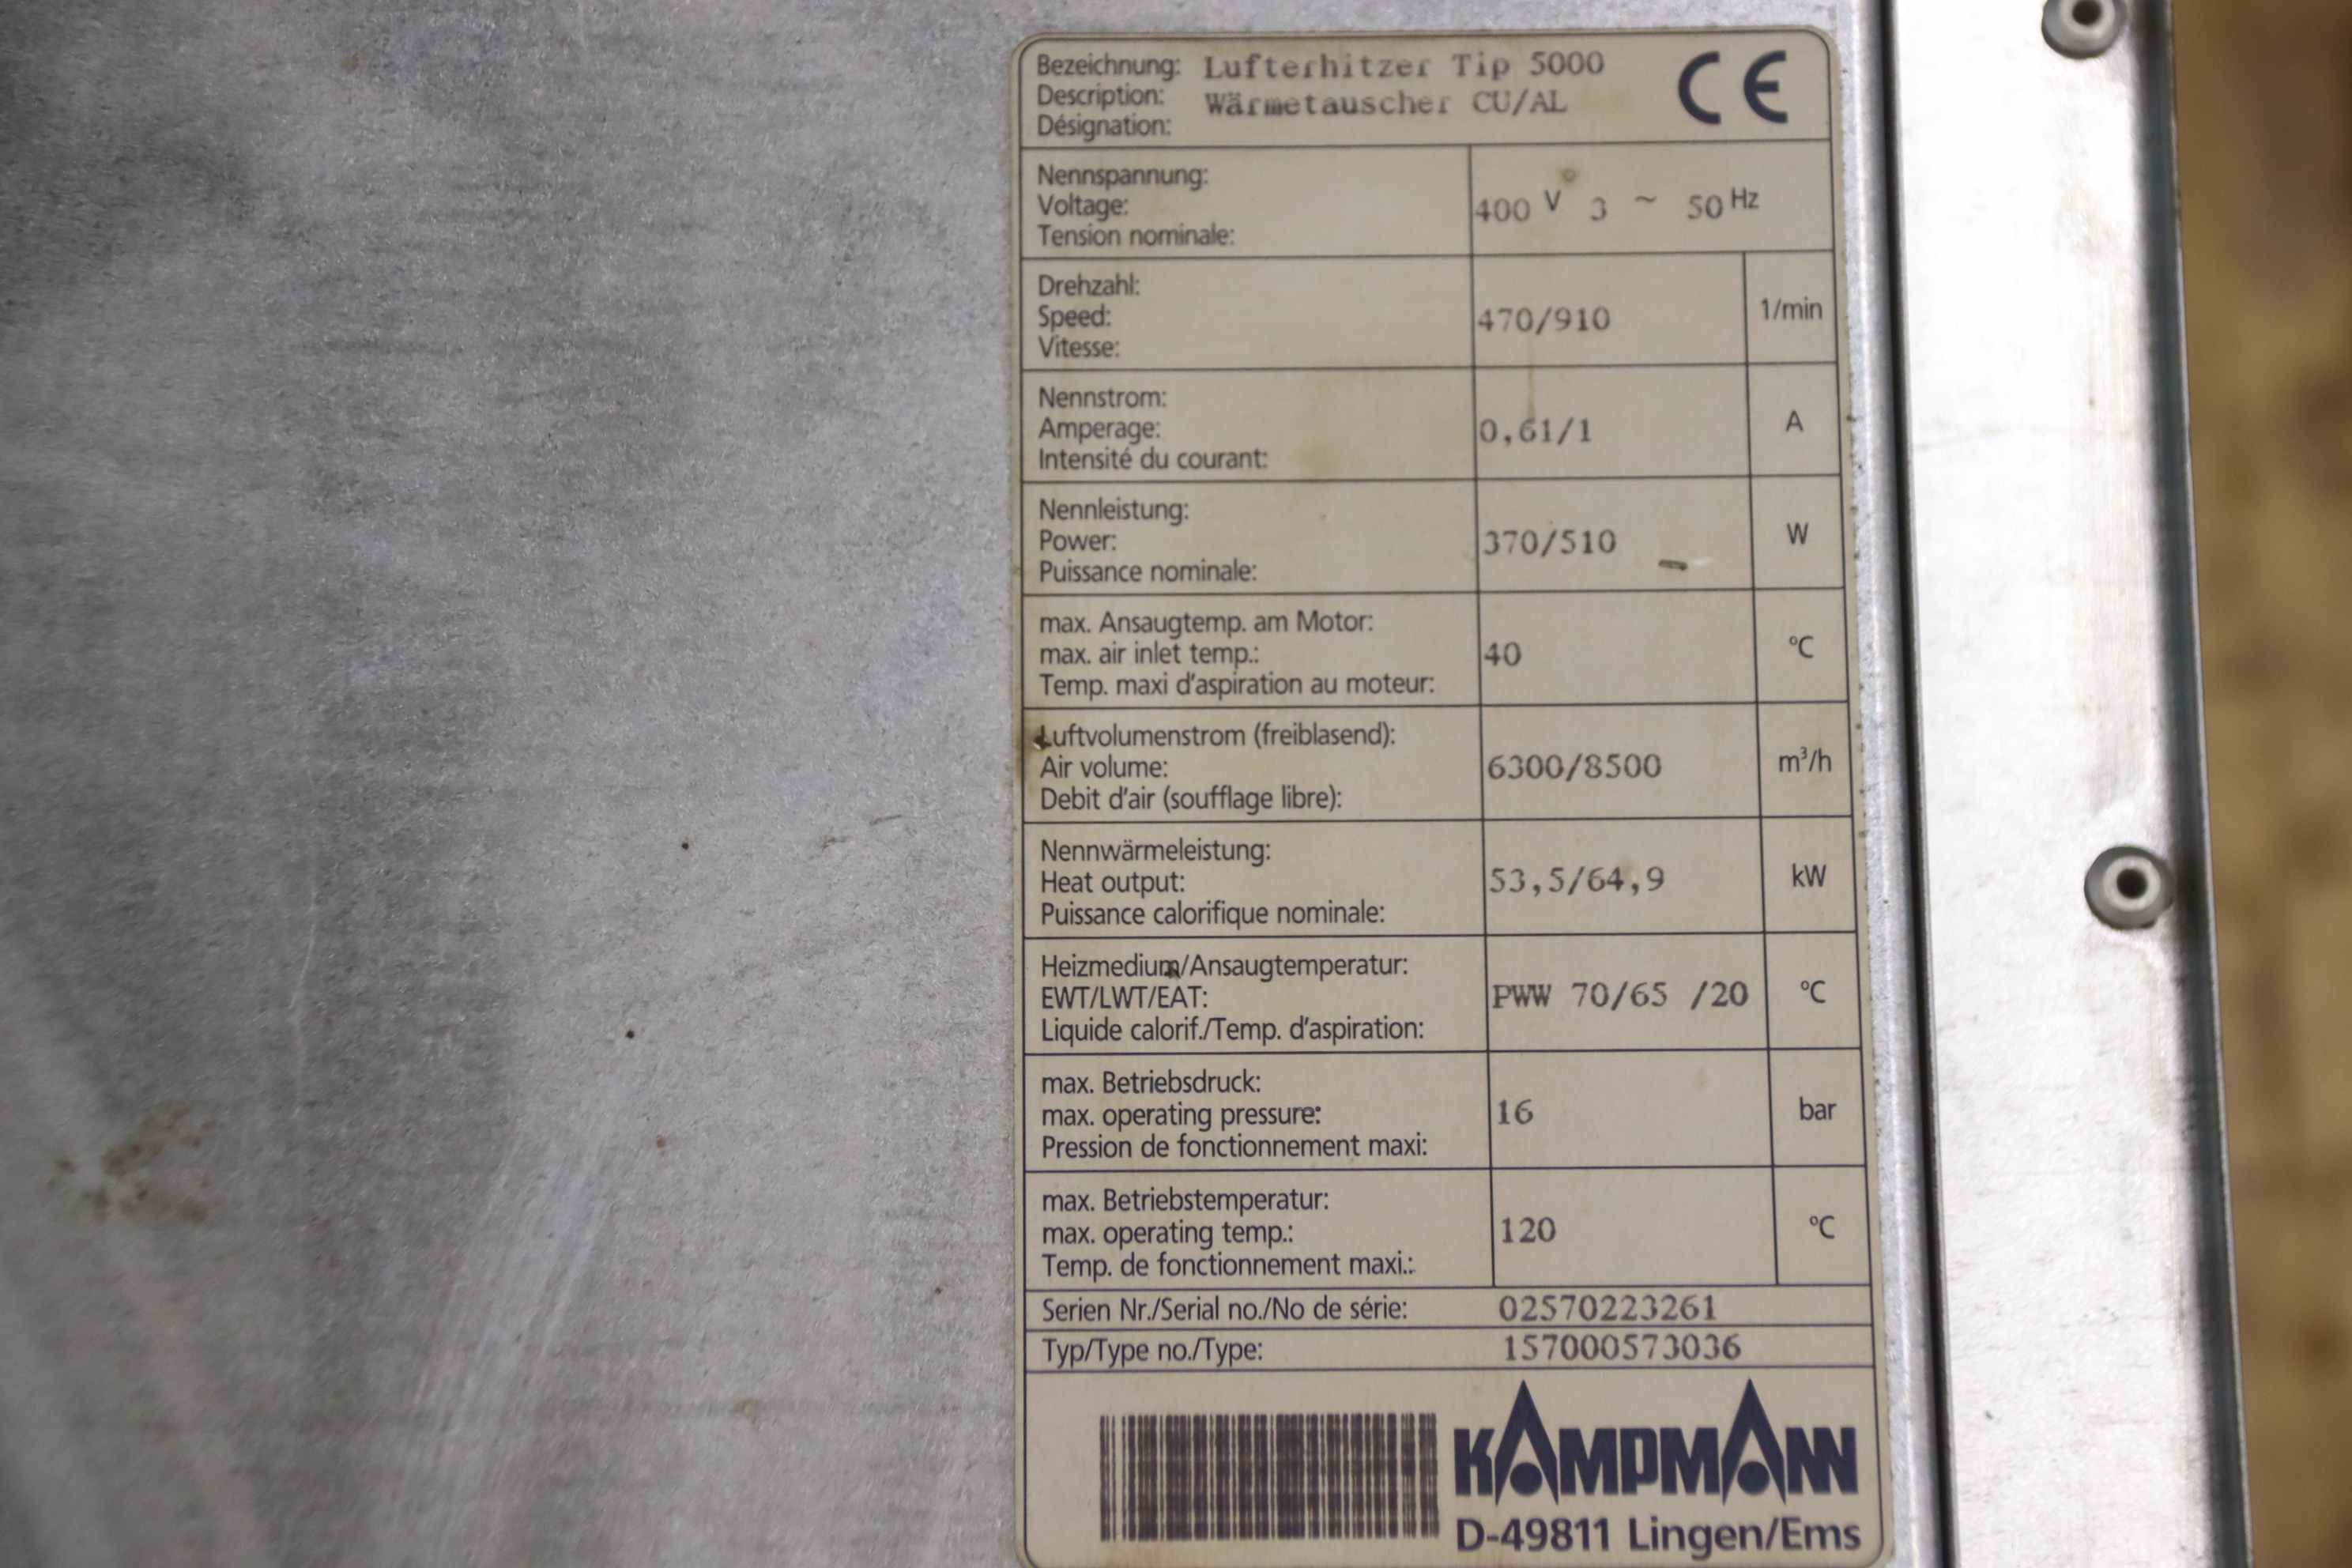 Bezeichnung: Lufterhitzer Tip 5000
Description: Wärmetauscher CU/AL
Désignation:
CE
Nennspannung:
Voltage: 400 V 3 ~ 50 Hz
Tension nominale:
Drehzahl:
Speed: 470/910 1/min
Vitesse:
Nennstrom:
Amperage: 0,61/1 A
Intensité du courant:
Nennleistung:
Power: 370/510 W
Puissance nominale:
max. Ansaugtemp. am Motor:
max. air inlet temp.: 40 °C
Temp. maxi d'aspiration au moteur:
Luftvolumenstrom (freiblasend):
Air volume: 6300/8500 m³/h
Debit d'air (soufflage libre):
Nennwärmeleistung:
Heat output: 53,5/64,9 kW
Puissance calorifique nominale:
Heizmedium/Ansaugtemperatur:
EWT/LWT/EAT: PWW 70/65 /20 °C
Liquide calorif./Temp. d'aspiration:
max. Betriebsdruck:
max. operating pressure: 16 bar
Pression de fonctionnement maxi:
max. Betriebstemperatur:
max. operating temp.: 120 °C
Temp. de fonctionnement maxi.:
Serien Nr./Serial no./No de série: 02570223261
Typ/Type no./Type: 157000573036
KAMPMANN
D-49811 Lingen/Ems